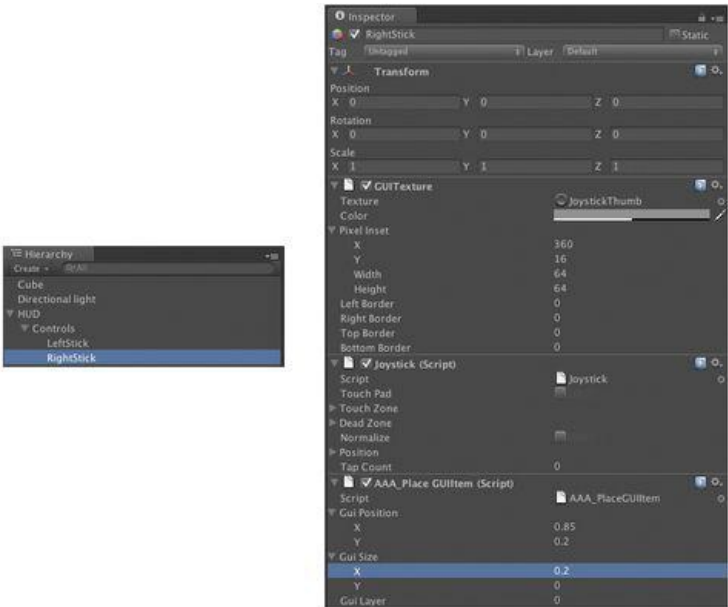 Hierarchy
Create All
Cube
Directional light
HUD
Controls
LeftStick
RightStick
Inspector
RightStick Static
Tag Untagged Layer Default
Transform
Position
X 0 Y 0 Z 0
Rotation
X 0 Y 0 Z 0
Scale
X 1 Y 1 Z 1
GUITexture
Texture JoystickThumb
Color
Pixel Inset
X 360
Y 16
Width 64
Height 64
Left Border 0
Right Border 0
Top Border 0
Bottom Border 0
Joystick (Script)
Script Joystick
Touch Pad
Touch Zone
Dead Zone
Normalize
Position
Tap Count 0
AAA_Place GUIItem (Script)
Script AAA_PlaceGUIItem
Gui Position
X 0.85
Y 0.2
Gui Size
X 0.2
Y 0
Gui Layer 0